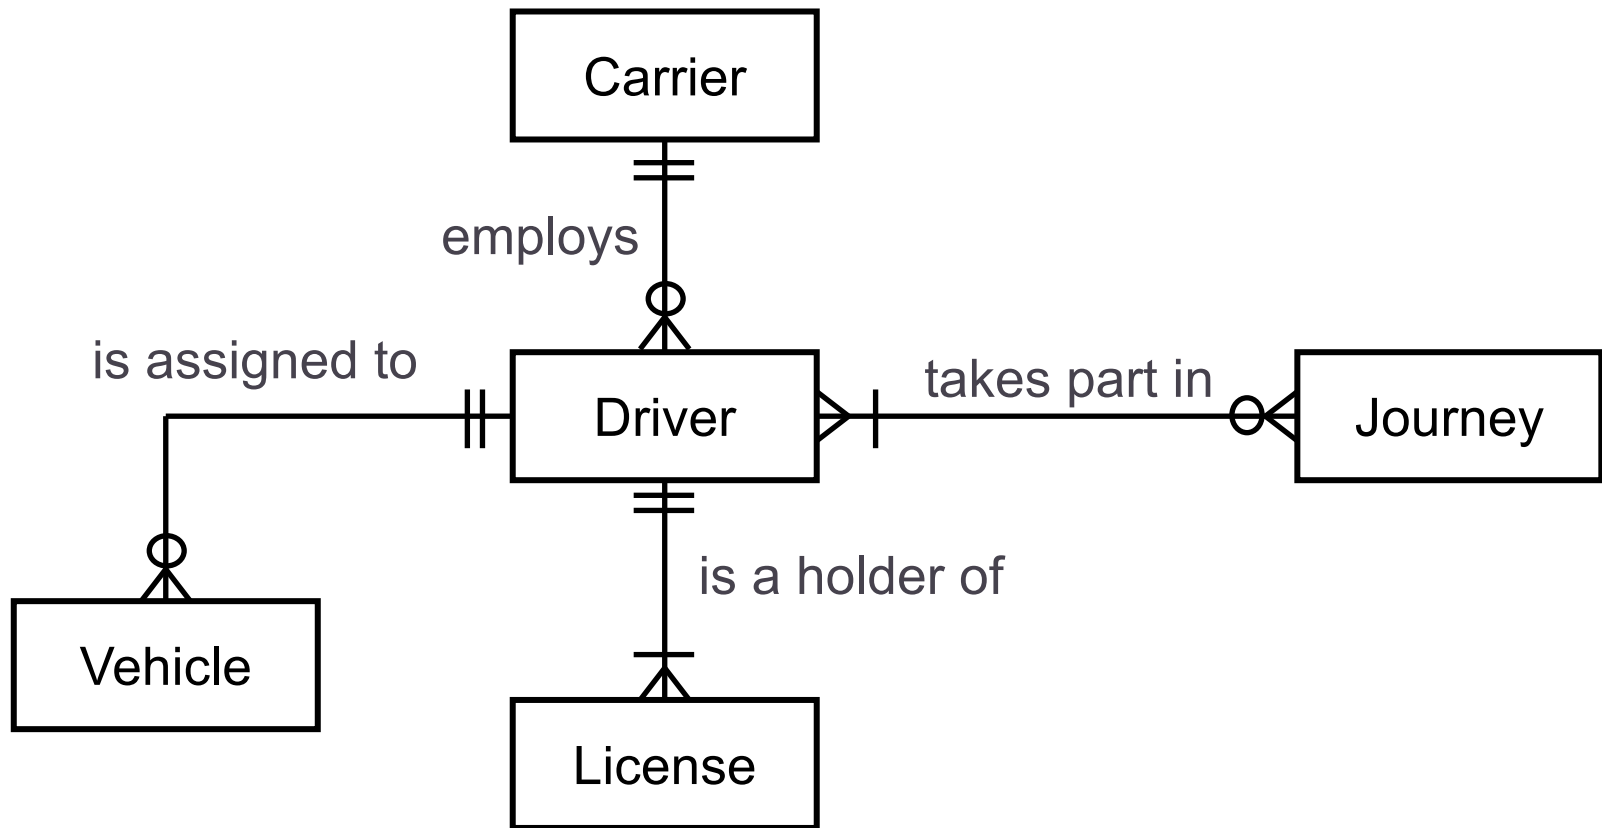 Carrier
employs
is assigned to
takes part in
Driver
Journey
is a holder of
Vehicle
License